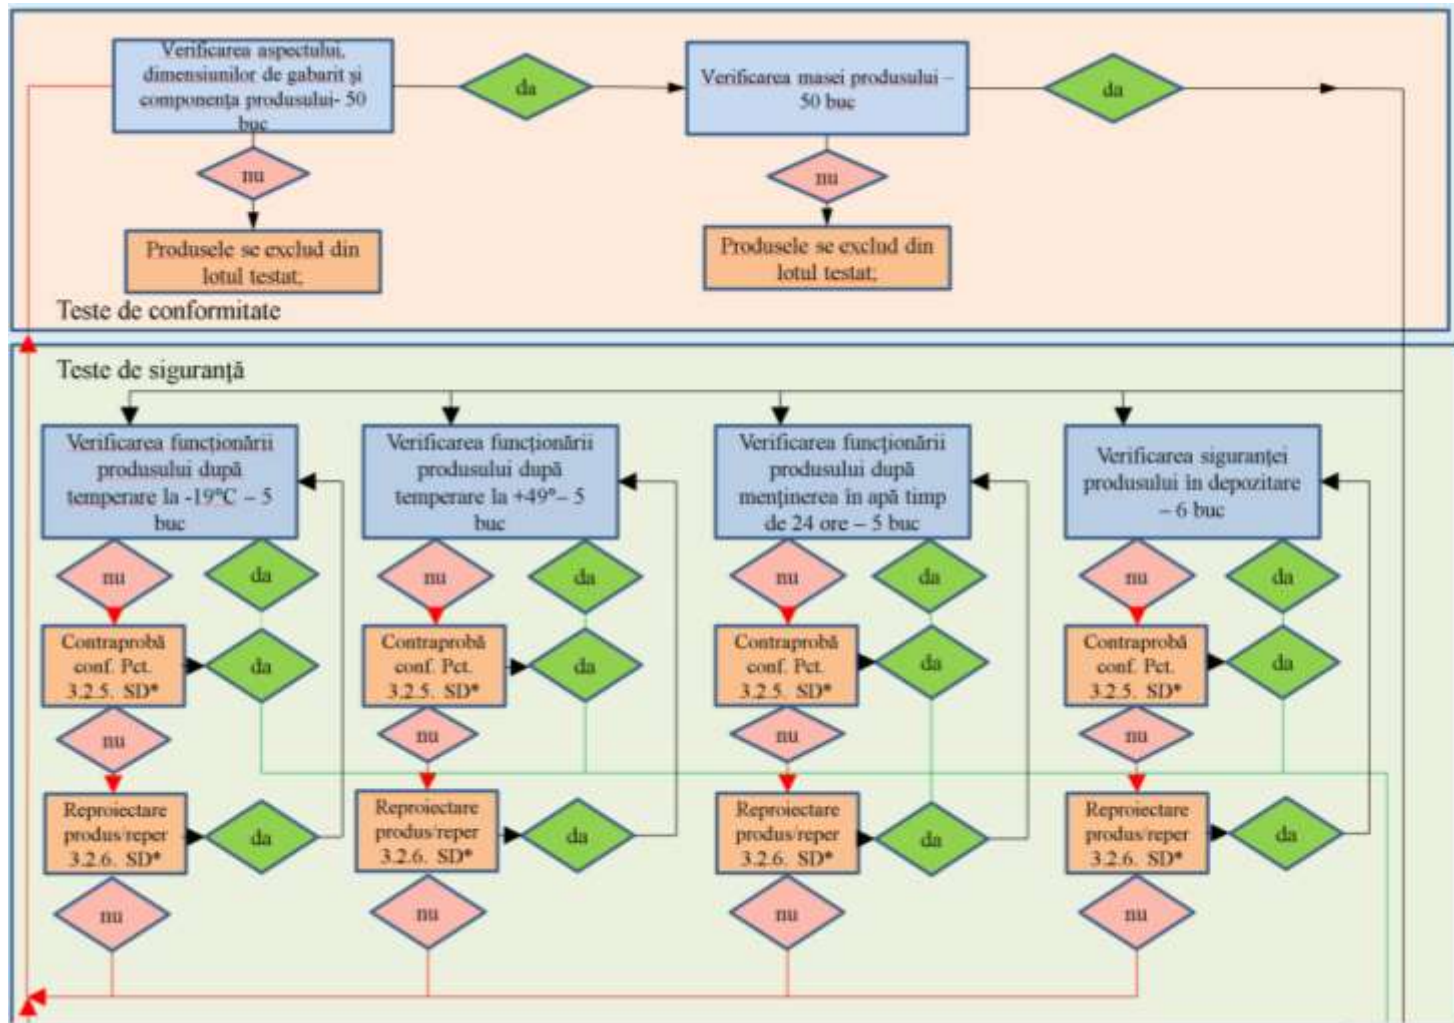 Verificarea aspectului,
dimensiunilor de gabarit și
componența produsului- 50
buc
da
Verificarea masei produsului –
50 buc
da
nu
nu
Produsele se exclud din
lotul testat;
Produsele se exclud din
lotul testat;
Teste de conformitate
Teste de siguranță
Verificarea funcționării
produsului după
temperare la -19°C – 5
buc
Verificarea funcționării
produsului după
temperare la +49°– 5
buc
Verificarea funcționării
produsului după
menținerea în apă timp
de 24 ore – 5 buc
Verificarea siguranței
produsului în depozitare
– 6 buc
nu
da
nu
da
nu
da
nu
da
Contraprobă
conf. Pct.
3.2.5. SD*
da
Contraprobă
conf. Pct.
3.2.5. SD*
da
Contraprobă
conf. Pct.
3.2.5. SD*
da
Contraprobă
conf. Pct.
3.2.5. SD*
da
nu
nu
nu
nu
Reproiectare
produs/reper
3.2.6. SD*
da
Reproiectare
produs/reper
3.2.6. SD*
da
Reproiectare
produs/reper
3.2.6. SD*
da
Reproiectare
produs/reper
3.2.6. SD*
da
nu
nu
nu
nu